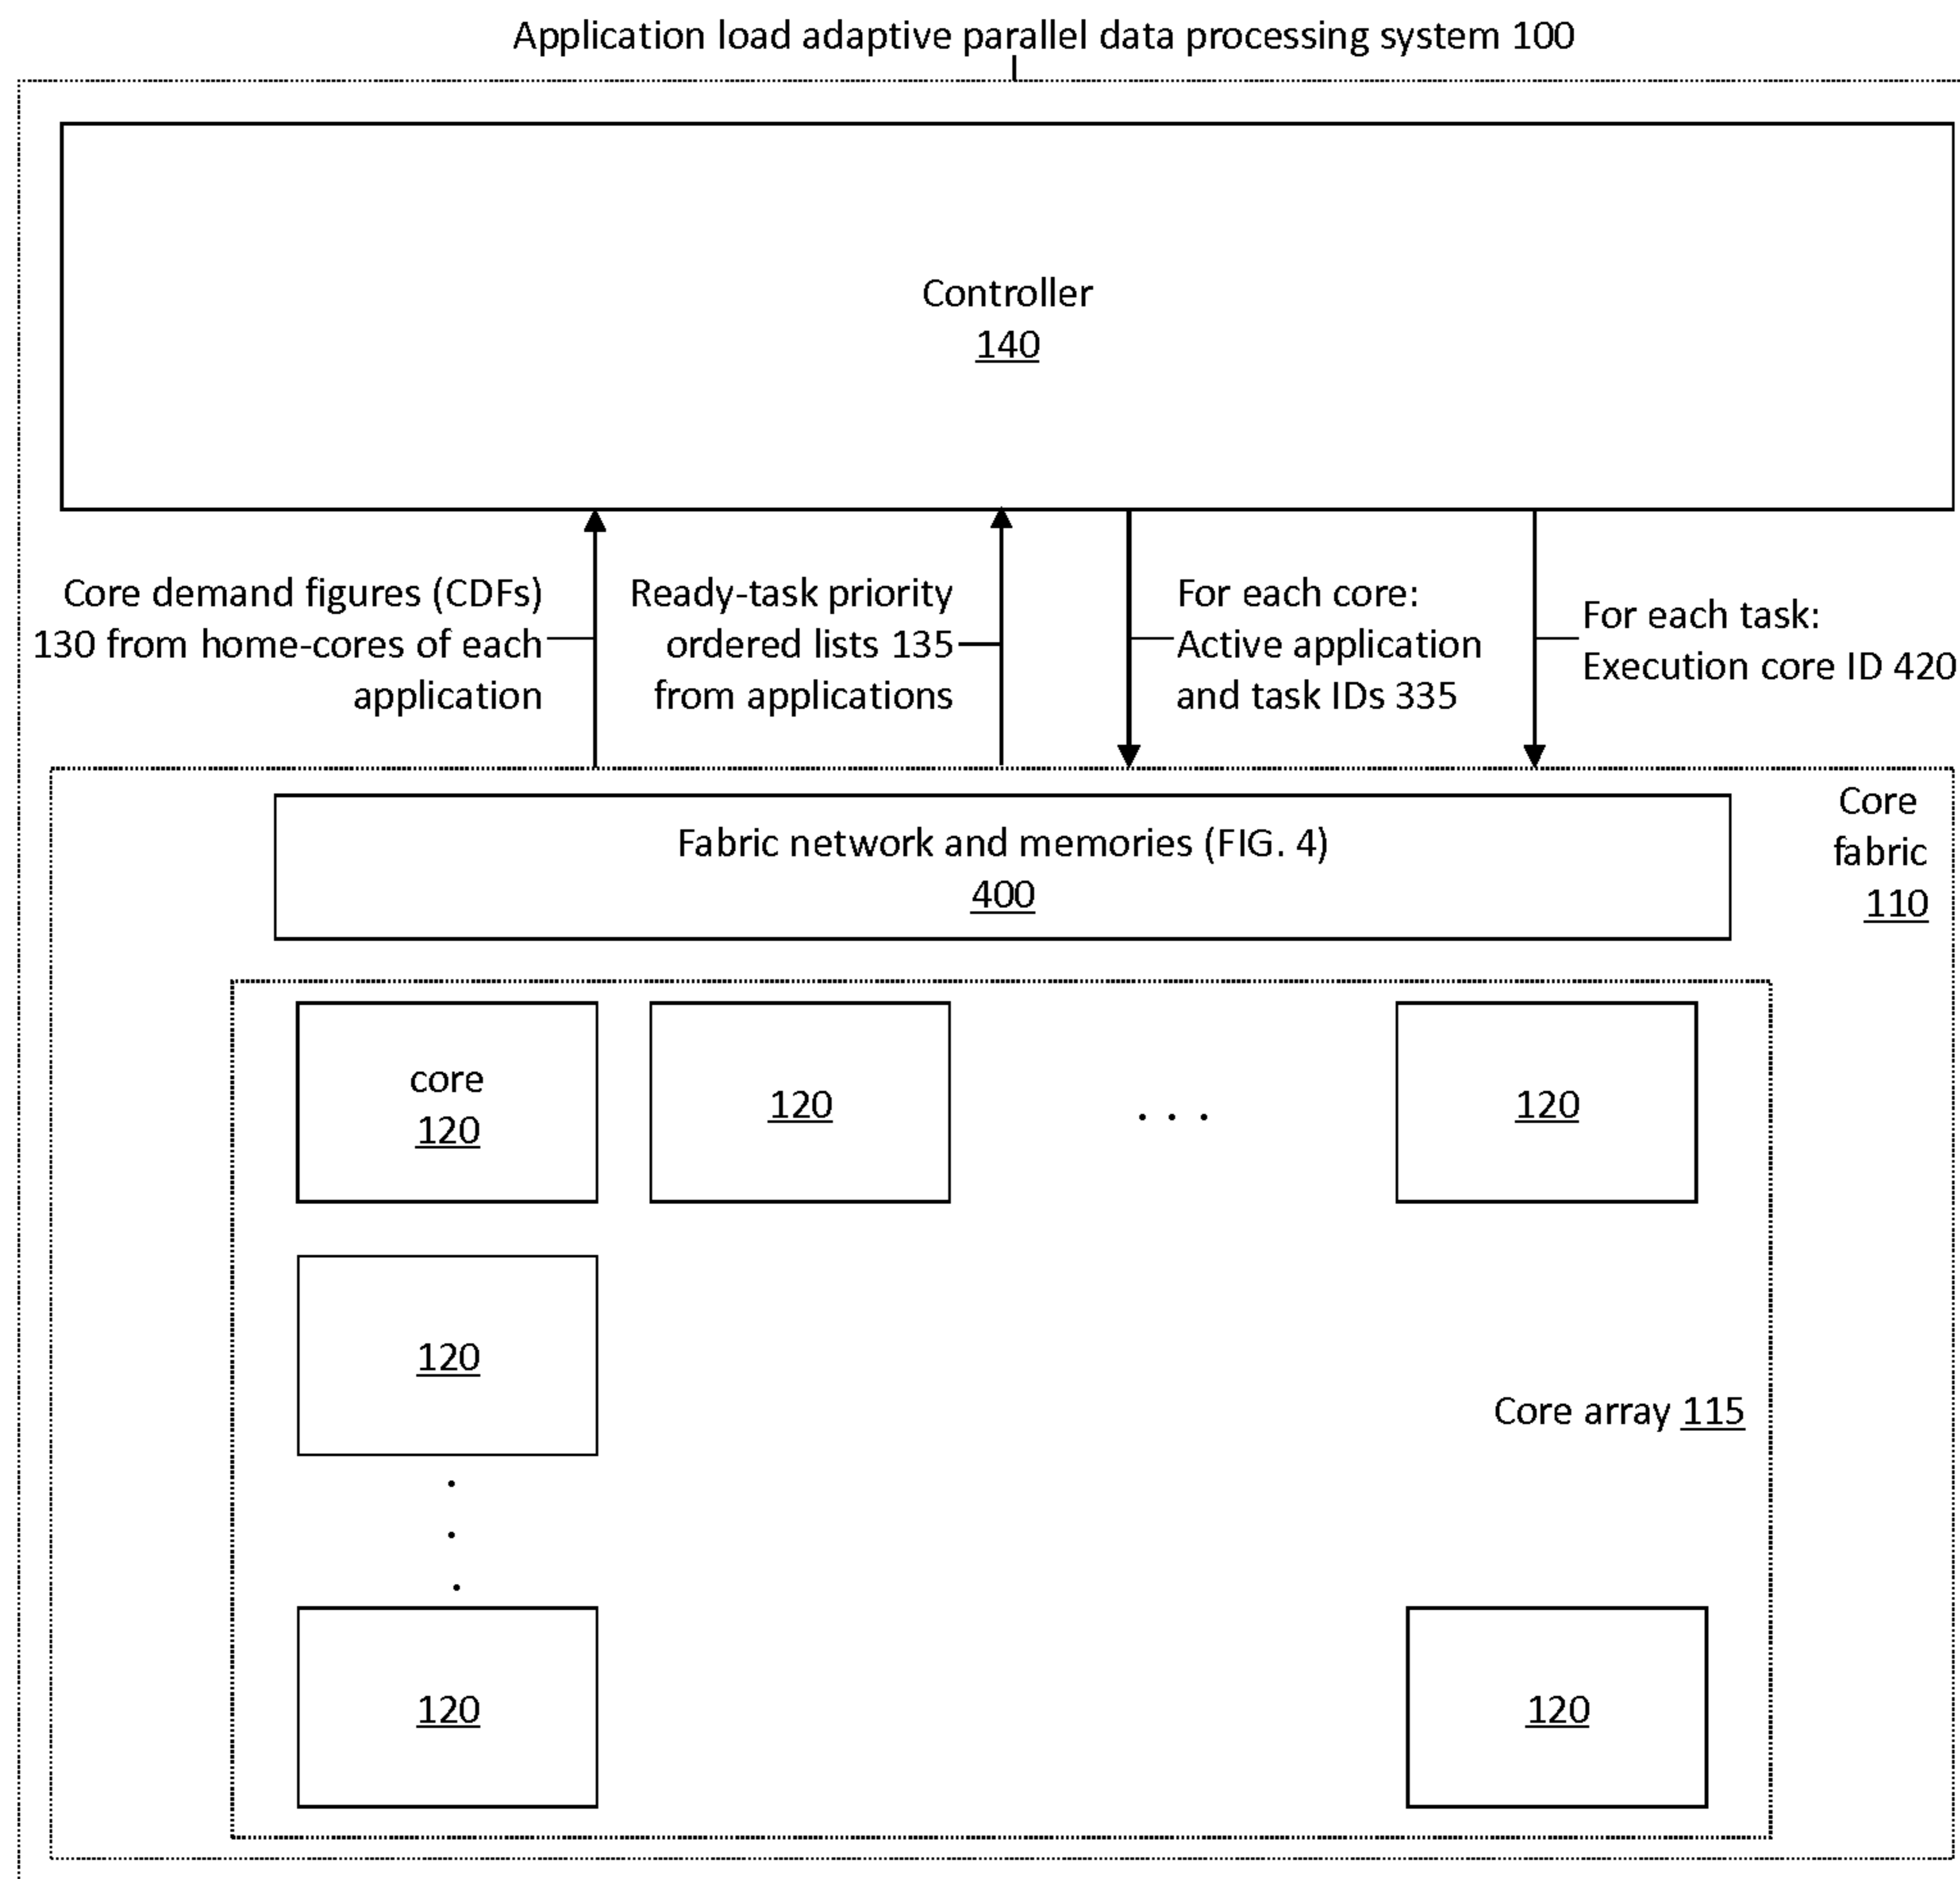 Application load adaptive parallel data processing system 100
Controller
140
Core demand figures (CDFs)
130 from home-cores of each
application
Ready-task priority
ordered lists 135
from applications
For each core:
Active application
and task IDs 335
For each task:
Execution core ID 420
Core
fabric
110
Fabric network and memories (FIG. 4)
400
core
120
120
. . .
120
120
Core array 115
.
.
.
120
120